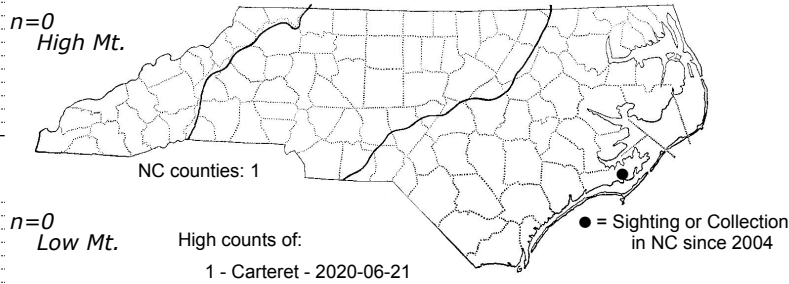 n=0
High Mt.
NC counties: 1
n=0
Low Mt.
High counts of:
1 - Carteret - 2020-06-21
● = Sighting or Collection
in NC since 2004